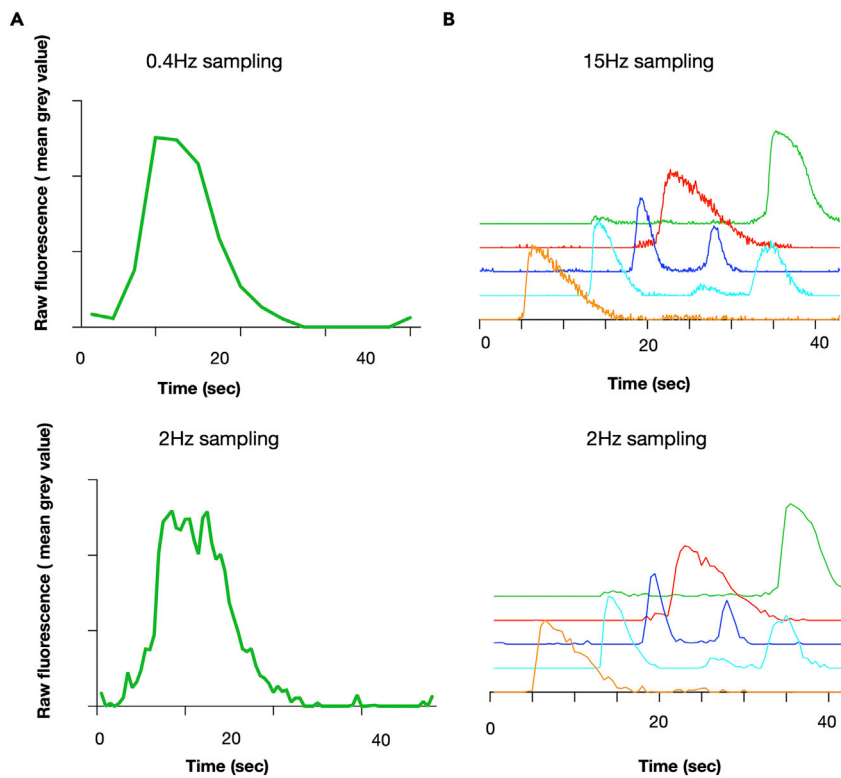 A
B
0.4Hz sampling
15Hz sampling
Raw fluorescence ( mean grey value)
0 20 40
Time (sec)
0 20 40
Time (sec)
2Hz sampling
2Hz sampling
Raw fluorescence ( mean grey value)
0 20 40
Time (sec)
0 20 40
Time (sec)